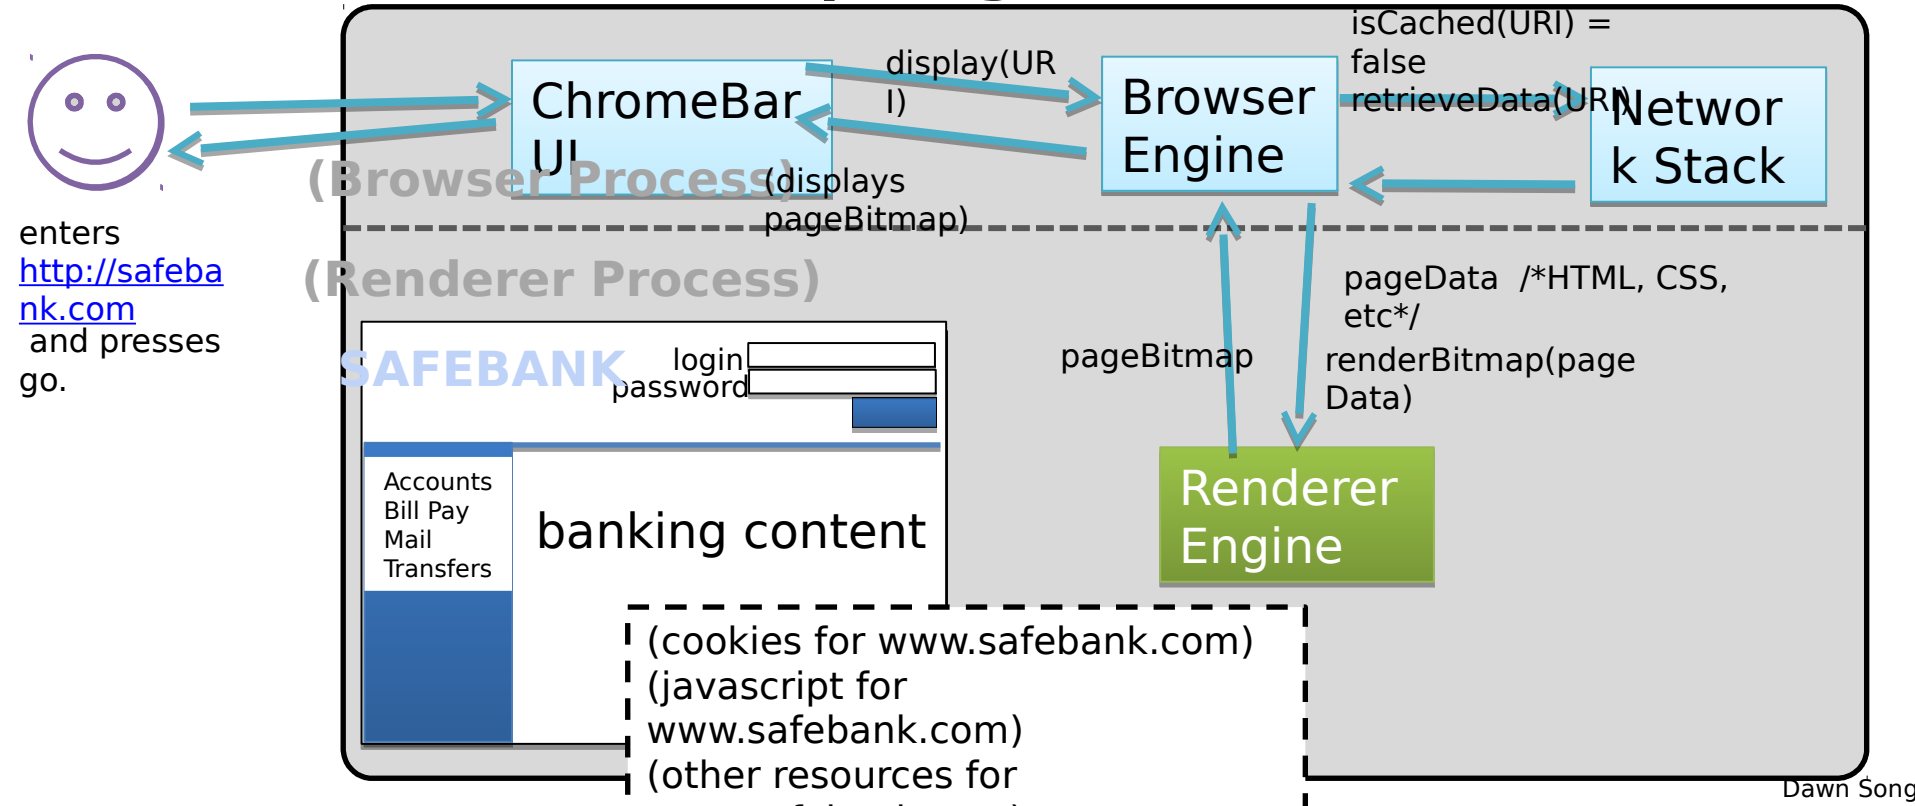 isCached(URI) =
false
retrieveData(URI)
display(UR
I)
ChromeBar
UI
Browser
Engine
Networ
k Stack
(Browser Process)
(displays
pageBitmap)
enters
http://safeba
nk.com
and presses
go.
(Renderer Process)
pageData /*HTML, CSS,
etc*/
pageBitmap
renderBitmap(page
Data)
SAFEBANK
login
password
Accounts
Bill Pay
Mail
Transfers
banking content
Renderer
Engine
(cookies for www.safebank.com)
(javascript for
www.safebank.com)
(other resources for
Dawn Song